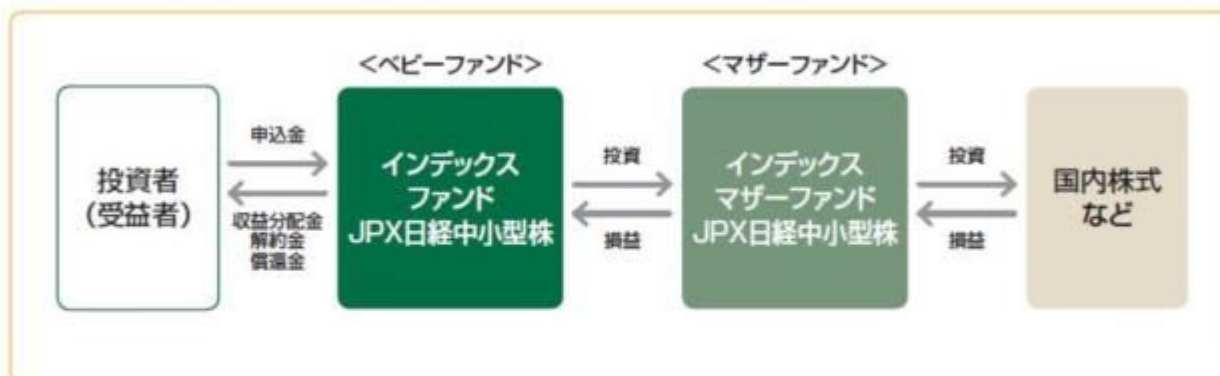 <ベビーファンド>
<マザーファンド>
投資者
(受益者)
申込金
収益分配金
解約金
償還金
インデックス
ファンド
JPX日経中小型株
投資
損益
インデックス
マザーファンド
JPX日経中小型株
投資
損益
国内株式
など